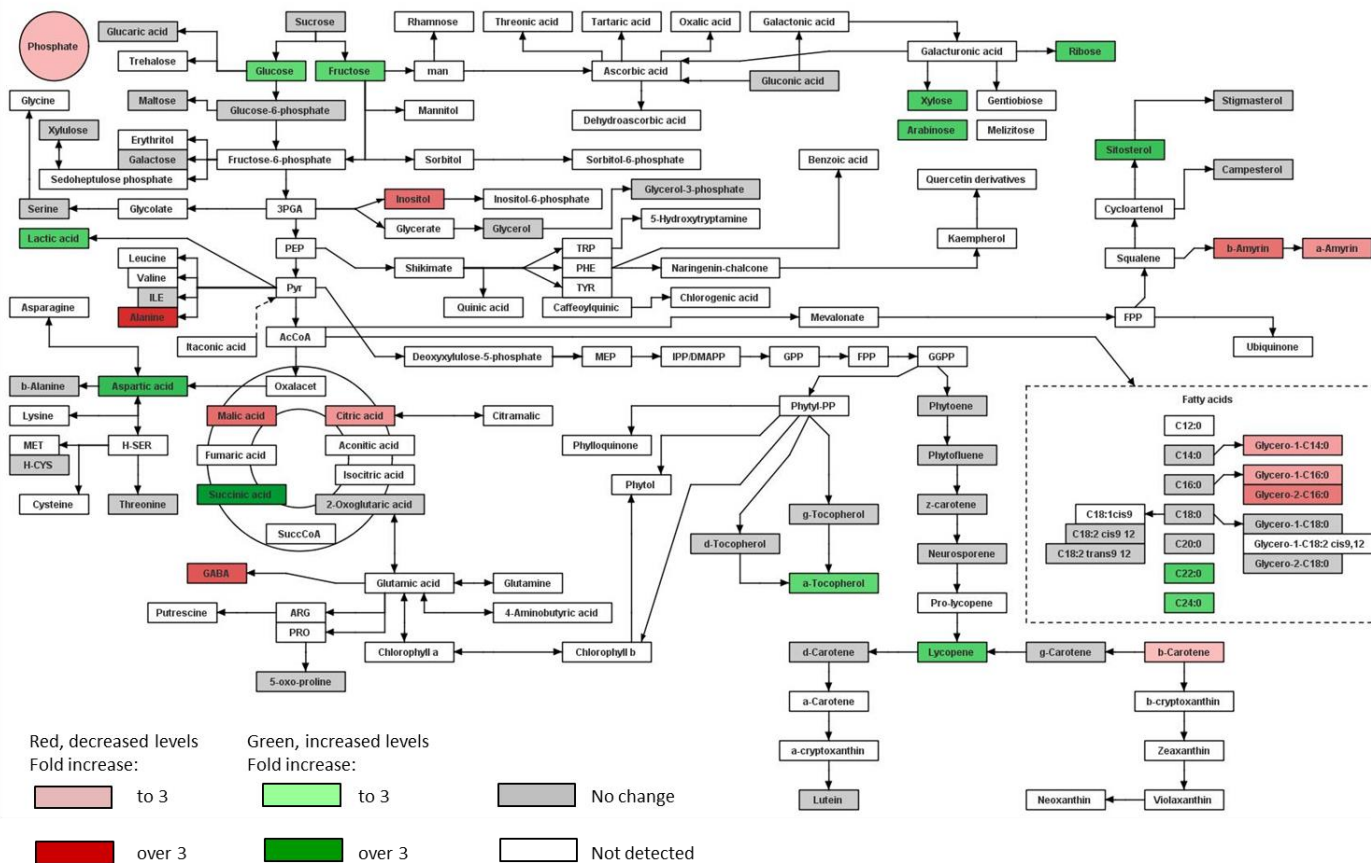 Phosphate
Glucaric acid
Sucrose
Rhamnose
Threonic acid
Tartaric acid
Oxalic acid
Galactonic acid
Trehalose
Glucose
Fructose
man
Ascorbic acid
Gluconic acid
Galacturonic acid
Ribose
Glycine
Maltose
Glucose-6-phosphate
Mannitol
Dehydroascorbic acid
Xylose
Gentiobiose
Stigmasterol
Xylulose
Erythritol
Galactose
Sedoheptulose phosphate
Fructose-6-phosphate
Sorbitol
Sorbitol-6-phosphate
Benzoic acid
Arabinose
Melizitose
Sitosterol
Campesterol
Serine
Glycolate
3PGA
Inositol
Inositol-6-phosphate
Glycerol-3-phosphate
Quercetin derivatives
Cycloartenol
Lactic acid
Glycerate
Glycerol
5-Hydroxytryptamine
Kaempherol
PEP
Shikimate
TRP
PHE
TYR
Naringenin-chalcone
Squalene
b-Amyrin
a-Amyrin
Leucine
Valine
ILE
Alanine
Pyr
Quinic acid
Caffeoylquinic
Chlorogenic acid
Asparagine
Itaconic acid
AcCoA
Mevalonate
FPP
Ubiquinone
Deoxyxylulose-5-phosphate
MEP
IPP/DMAPP
GPP
FPP
GGPP
b-Alanine
Aspartic acid
Oxalacet
Lysine
Malic acid
Citric acid
Citramalic
Phytyl-PP
Phytoene
MET
H-CYS
H-SER
Fumaric acid
Aconitic acid
Isocitric acid
Phylloquinone
Phytofluene
Cysteine
Threonine
Succinic acid
2-Oxoglutaric acid
Phytol
z-carotene
SuccCoA
g-Tocopherol
d-Tocopherol
Neurosporene
GABA
Glutamic acid
Glutamine
a-Tocopherol
Pro-lycopene
Putrescine
ARG
PRO
4-Aminobutyric acid
Chlorophyll a
Chlorophyll b
5-oxo-proline
d-Carotene
Lycopene
g-Carotene
b-Carotene
a-Carotene
b-cryptoxanthin
a-cryptoxanthin
Zeaxanthin
Lutein
Neoxanthin
Violaxanthin
Fatty acids
C12:0
C14:0
Glycero-1-C14:0
C16:0
Glycero-1-C16:0
Glycero-2-C16:0
C18:1cis9
C18:2 cis9 12
C18:2 trans9 12
C18:0
Glycero-1-C18:0
Glycero-1-C18:2 cis9,12
Glycero-2-C18:0
C20:0
C22:0
C24:0
Red, decreased levels
Fold increase:
to 3
over 3
Green, increased levels
Fold increase:
to 3
over 3
No change
Not detected